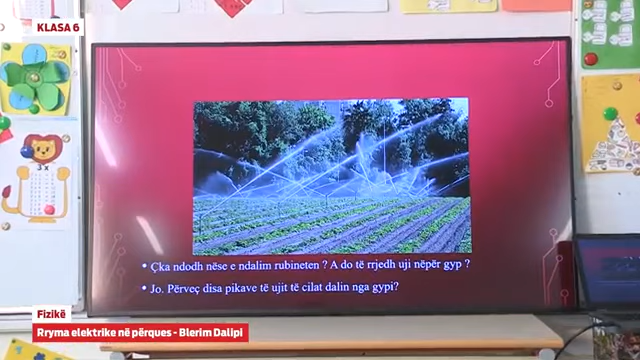 KLASA 6
• Çka ndodh nëse e ndalim rubineten ? A do të rrjedh uji nëpër gyp ?
• Jo. Përveç disa pikave të ujit të cilat dalin nga gypi?
Fizikë
Rryma elektrike në përques - Blerim Dalipi